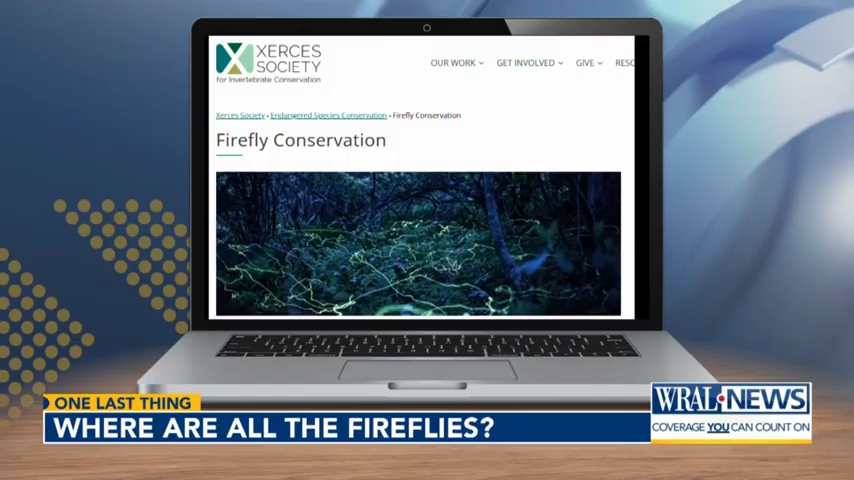 XERCES
SOCIETY
for Invertebrate Conservation
OUR WORK
GET INVOLVED
GIVE
RESO
Xerces Society • Endangered Species Conservation • Firefly Conservation
Firefly Conservation
ONE LAST THING
WHERE ARE ALL THE FIREFLIES?
WRAL NEWS
COVERAGE YOU CAN COUNT ON